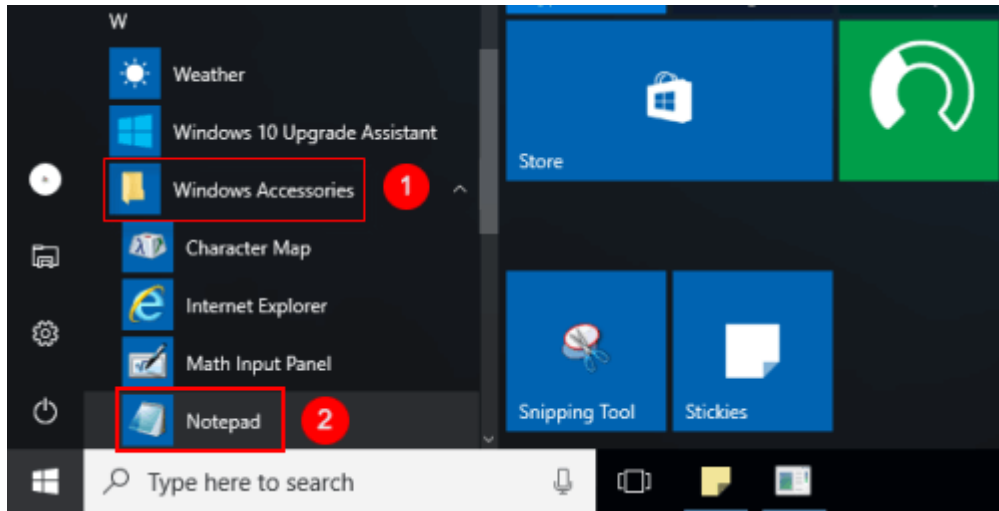 W
Weather
Windows 10 Upgrade Assistant
Windows Accessories
1
Character Map
Internet Explorer
Math Input Panel
Notepad
2
Store
Snipping Tool
Stickies
Type here to search